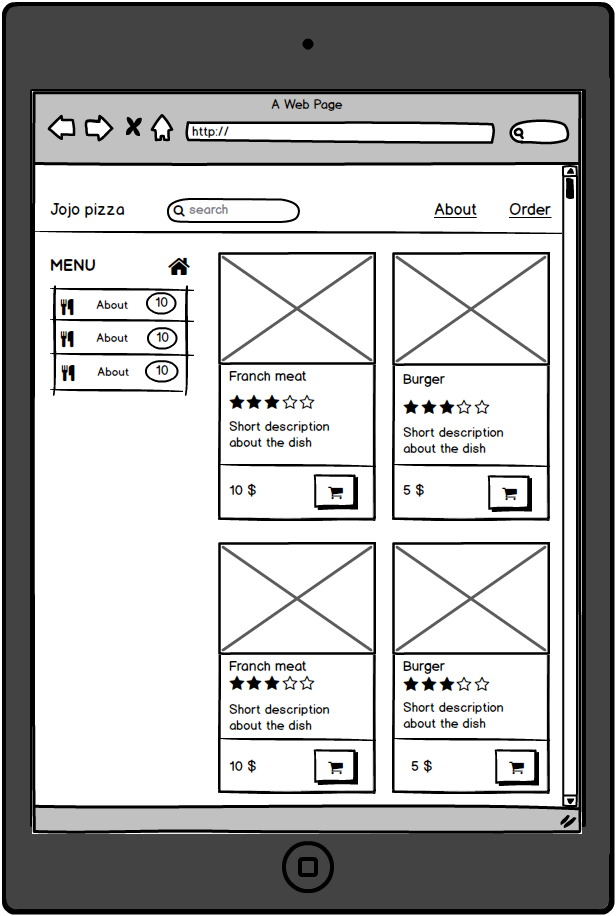 A Web Page
http://
Jojo pizza
search
About
Order
MENU
About 10
About 10
About 10
Franch meat
Short description
about the dish
10 $
Burger
Short description
about the dish
5 $
Franch meat
Short description
about the dish
10 $
Burger
Short description
about the dish
5 $